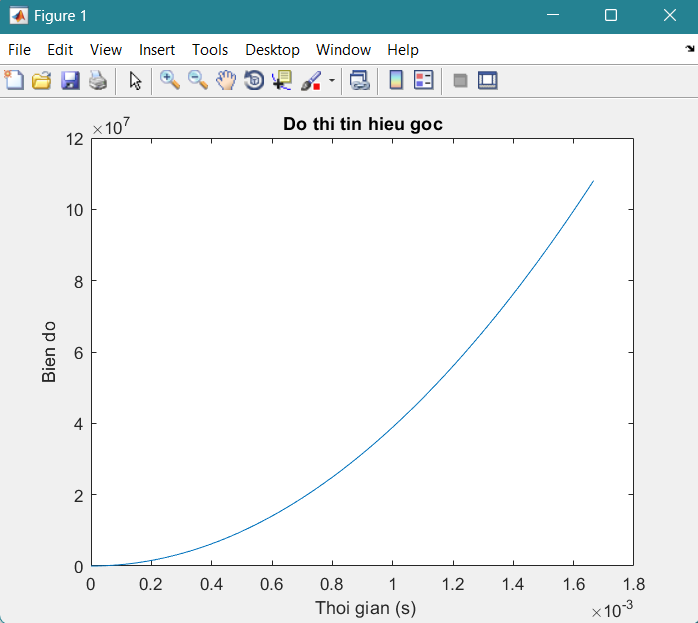 Figure 1
File Edit View Insert Tools Desktop Window Help
×10^7
Do thi tin hieu goc
12
10
8
6
4
2
0
Bien do
0 0.2 0.4 0.6 0.8 1 1.2 1.4 1.6 1.8
Thoi gian (s)
×10^-3